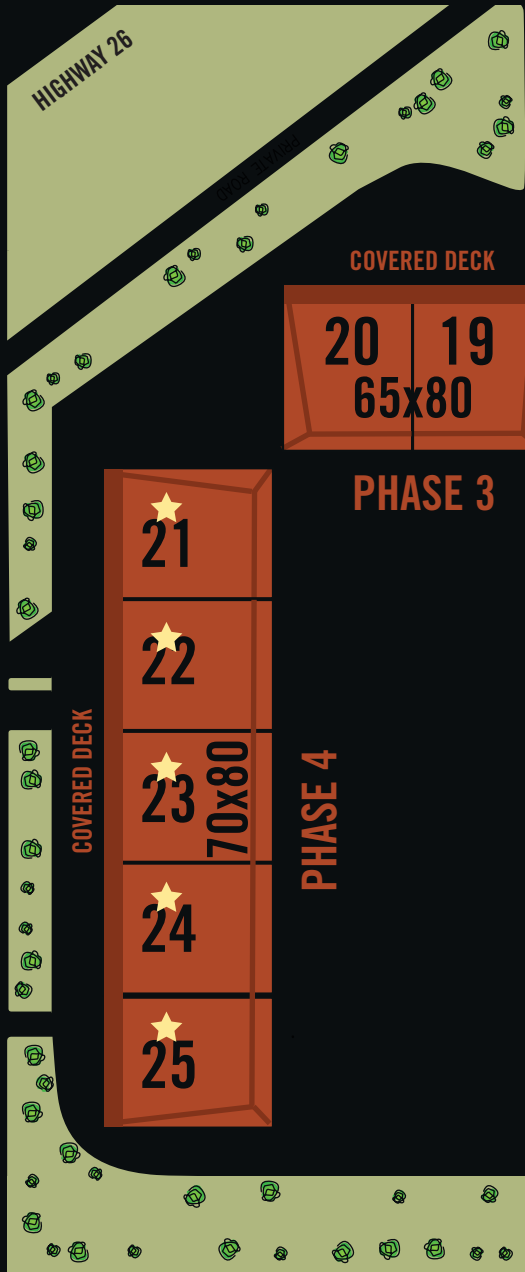 HIGHWAY 26
PRIVATE ROAD
COVERED DECK
20 19
65x80
PHASE 3
21
22
23
70x80
24
25
COVERED DECK
PHASE 4